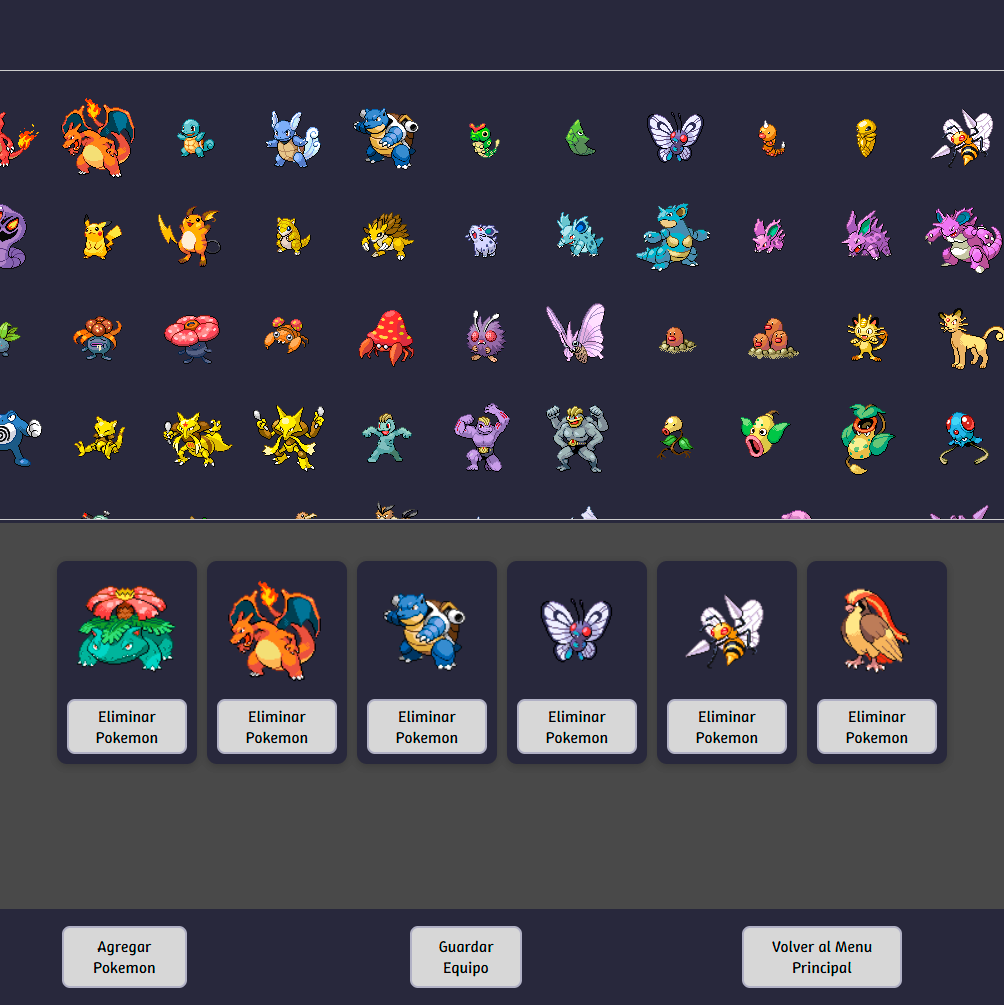 Eliminar
Pokemon
Eliminar
Pokemon
Eliminar
Pokemon
Eliminar
Pokemon
Eliminar
Pokemon
Eliminar
Pokemon
Agregar
Pokemon
Guardar
Equipo
Volver al Menu
Principal